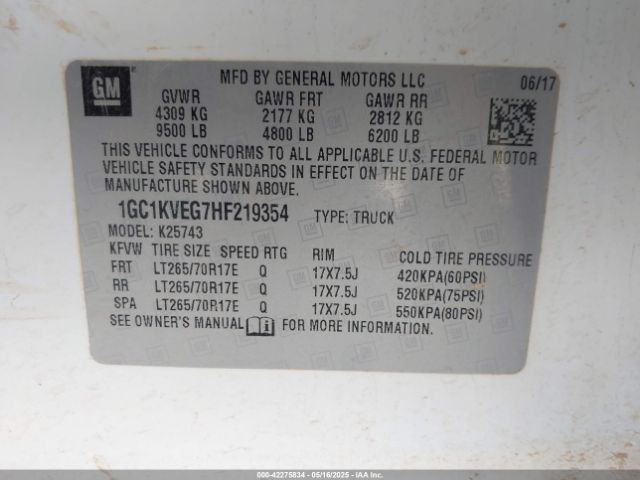 GM
MFD BY GENERAL MOTORS LLC 06/17
GVWR GAWR FRT GAWR RR
4309 KG 2177 KG 2812 KG
9500 LB 4800 LB 6200 LB
THIS VEHICLE CONFORMS TO ALL APPLICABLE U.S. FEDERAL MOTOR
VEHICLE SAFETY STANDARDS IN EFFECT ON THE DATE OF
MANUFACTURE SHOWN ABOVE.
1GC1KVEG7HF219354 TYPE: TRUCK
MODEL: K25743
KFVW TIRE SIZE SPEED RTG RIM COLD TIRE PRESSURE
FRT LT265/70R17E Q 17X7.5J 420KPA(60PSI)
RR LT265/70R17E Q 17X7.5J 520KPA(75PSI)
SPA LT265/70R17E Q 17X7.5J 550KPA(80PSI)
SEE OWNER'S MANUAL FOR MORE INFORMATION.
000-42275834 - 05/16/2025 - IAAI.COM